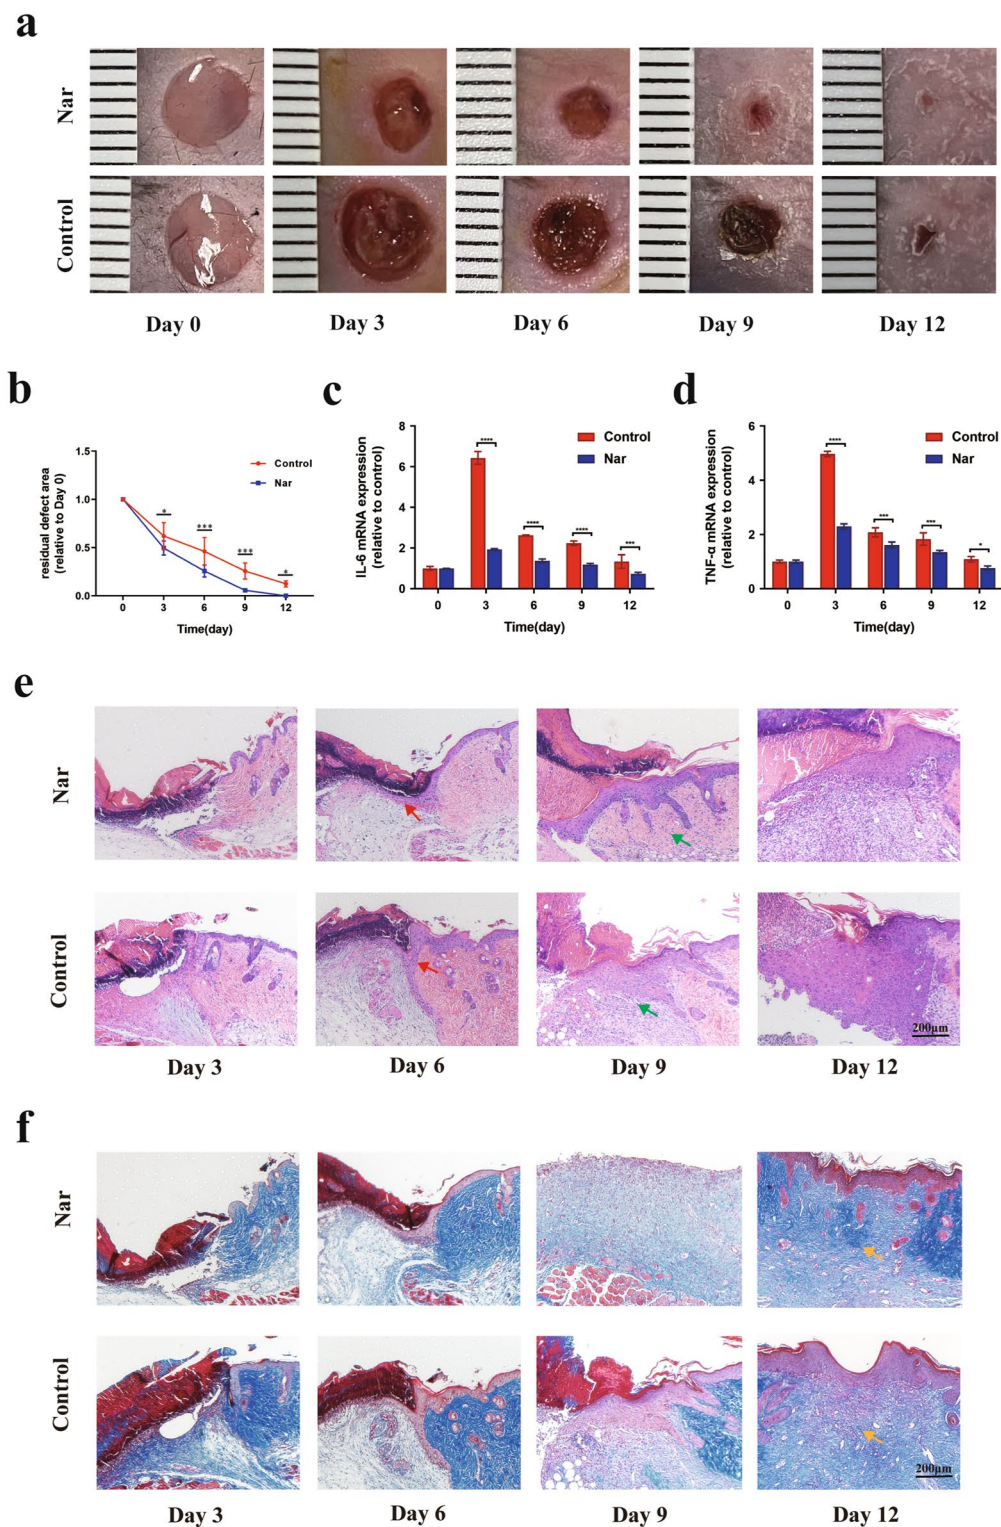 a
Nar
Control
Day 0 Day 3 Day 6 Day 9 Day 12
b
residual defect area
(relative to Day 0)
1.5
1.0
0.5
0.0
Control
Nar
*
***
***
*
0 3 6 9 12
Time(day)
c
IL-6 mRNA expression
(relative to control)
8
6
4
2
0
Control
Nar
****
****
****
***
0 3 6 9 12
Time(day)
d
TNF-α mRNA expression
(relative to control)
6
4
2
0
Control
Nar
****
***
***
*
0 3 6 9 12
Time(day)
e
Nar
Control
200μm
Day 3 Day 6 Day 9 Day 12
f
Nar
Control
200μm
Day 3 Day 6 Day 9 Day 12